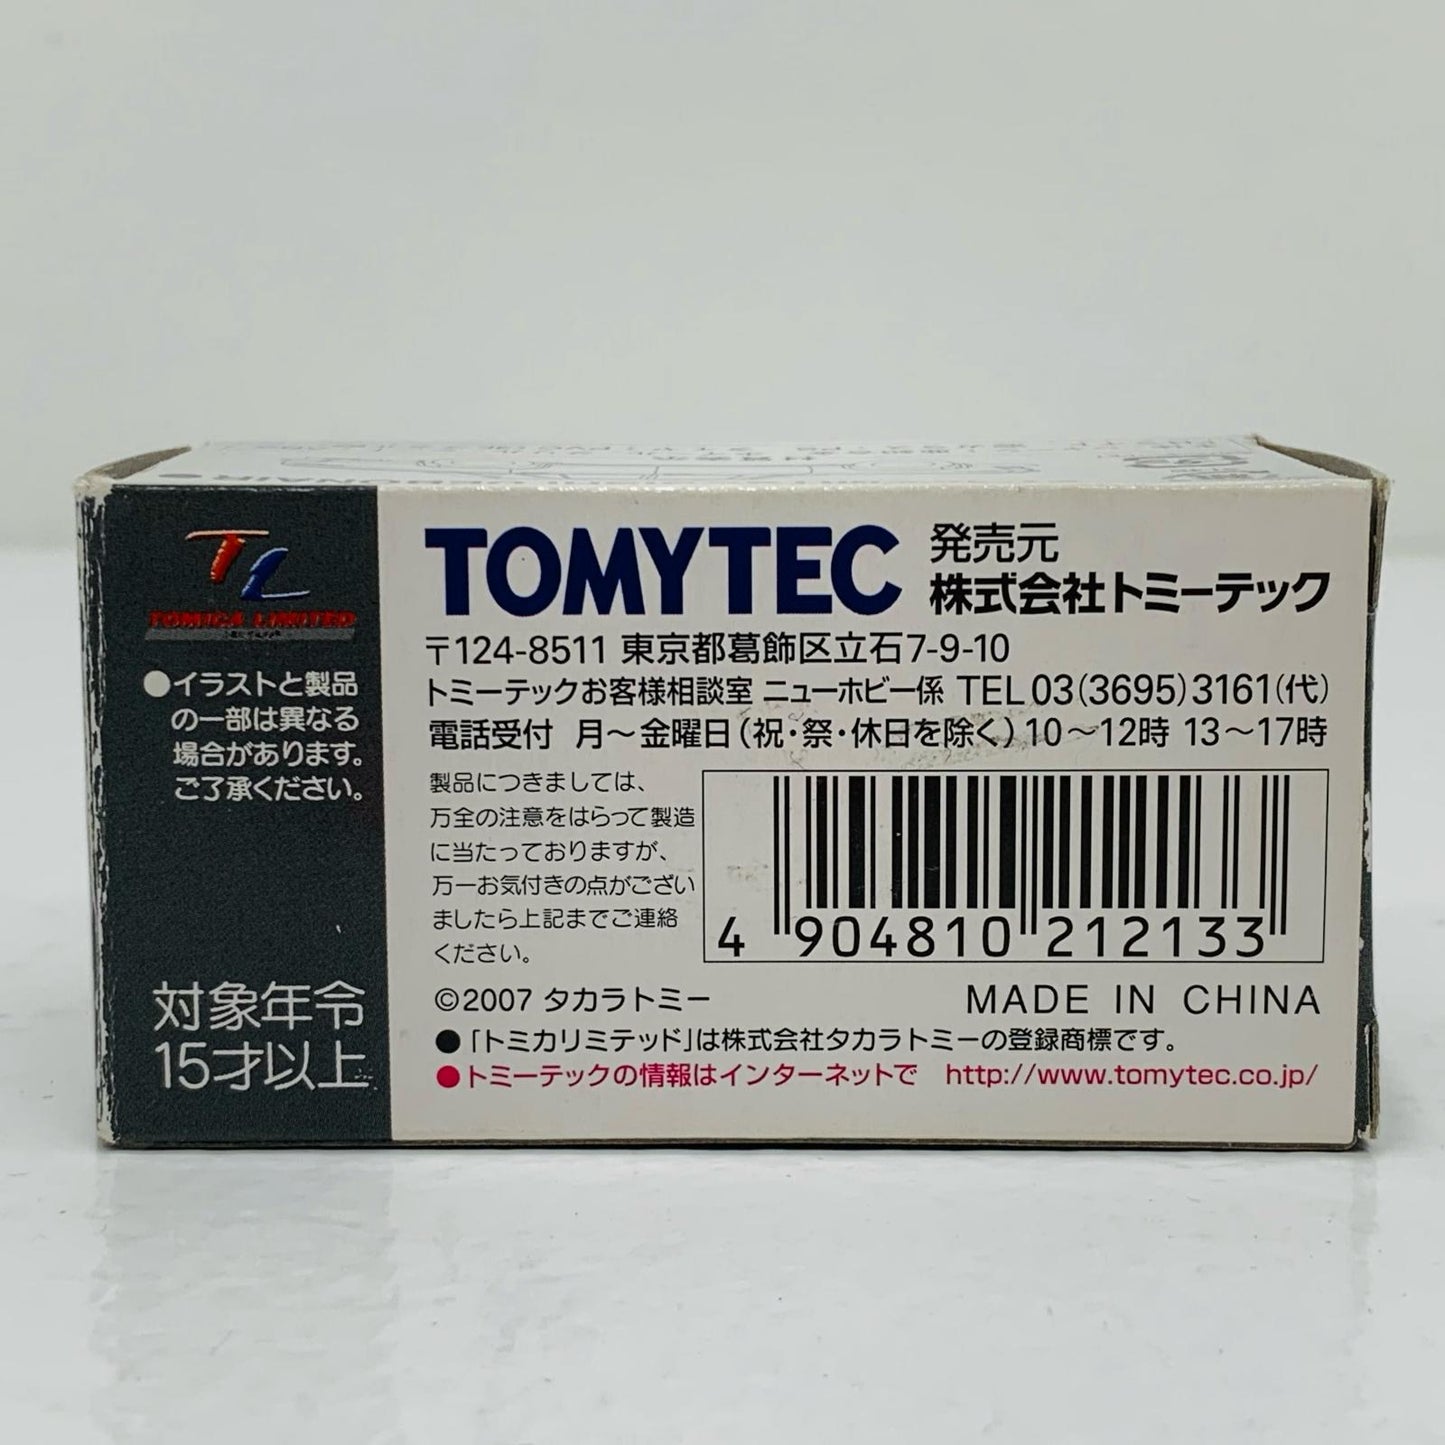 TOMICA LIMITED
●イラストと製品
の一部は異なる
場合があります。
ご了承ください。
対象年令
15才以上
TOMYTEC
発売元
株式会社トミーテック
〒124-8511 東京都葛飾区立石7-9-10
トミーテックお客様相談室 ニューホビー係 TEL 03(3695)3161(代)
電話受付 月〜金曜日(祝・祭・休日を除く) 10〜12時 13〜17時
製品につきましては、
万全の注意をはらって製造
に当たっておりますが、
万一お気付きの点がござい
ましたら上記までご連絡
ください。
4 904810 212133
©2007 タカラトミー
MADE IN CHINA
●「トミカリミテッド」は株式会社タカラトミーの登録商標です。
●トミーテックの情報はインターネットで http://www.tomytec.co.jp/